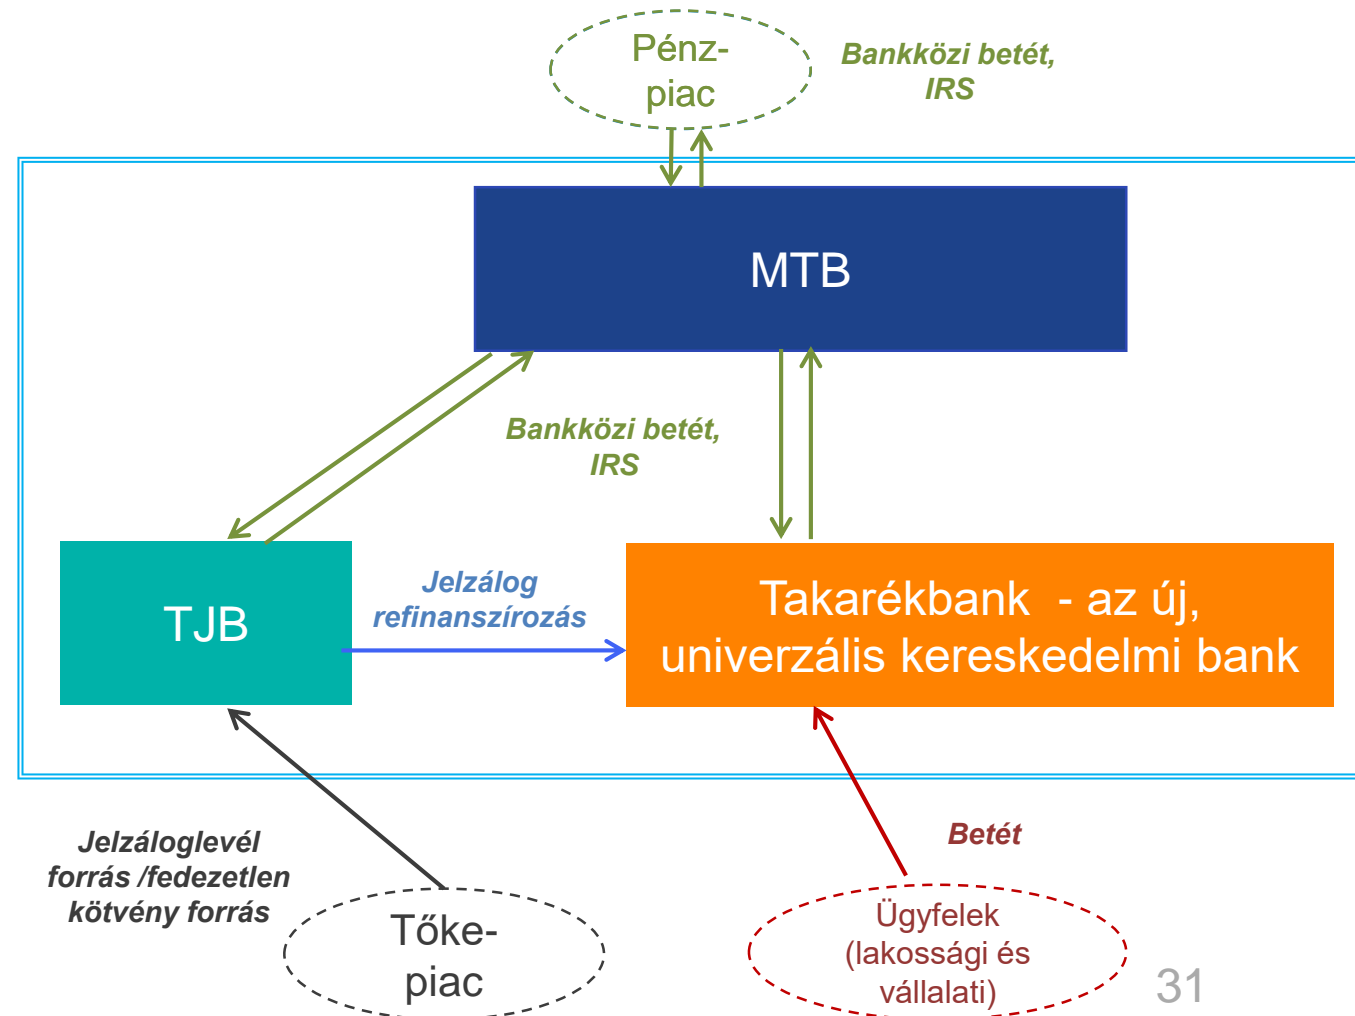 Pénz-
piac
Bankközi betét,
IRS
MTB
Bankközi betét,
IRS
TJB
Jelzálog
refinanszírozás
Takarékbank - az új,
univerzális kereskedelmi bank
Jelzáloglevél
forrás /fedezetlen
kötvény forrás
Betét
Tőke-
piac
Ügyfelek
(lakossági és
vállalati)
31